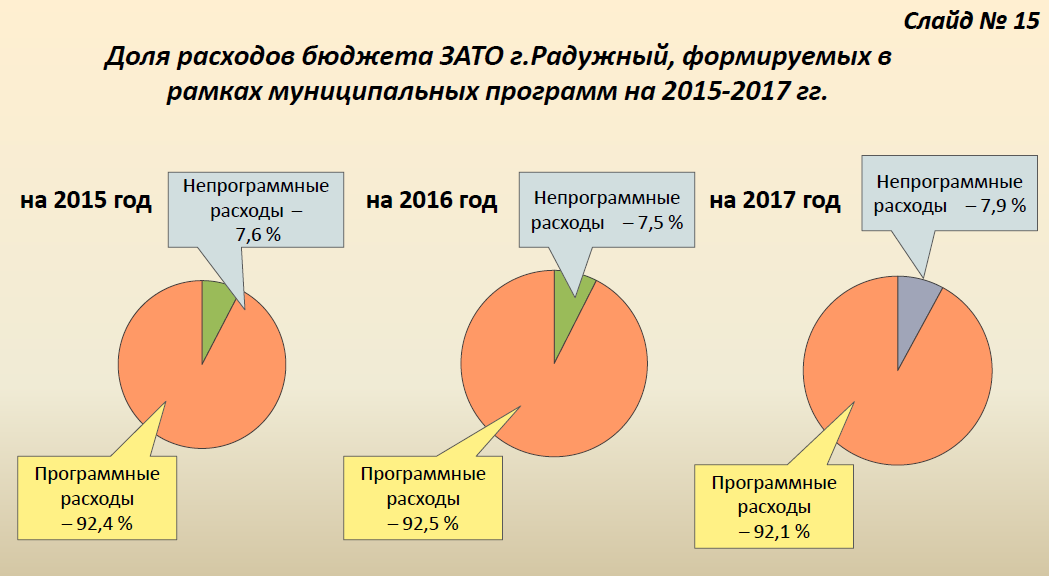 Слайд № 15
Доля расходов бюджета ЗАТО г.Радужный, формируемых в
рамках муниципальных программ на 2015-2017 гг.
на 2015 год
Непрограммные
расходы –
7,6 %
Программные
расходы
– 92,4 %
на 2016 год
Непрограммные
расходы – 7,5 %
Программные
расходы
– 92,5 %
на 2017 год
Непрограммные
расходы – 7,9 %
Программные
расходы
– 92,1 %